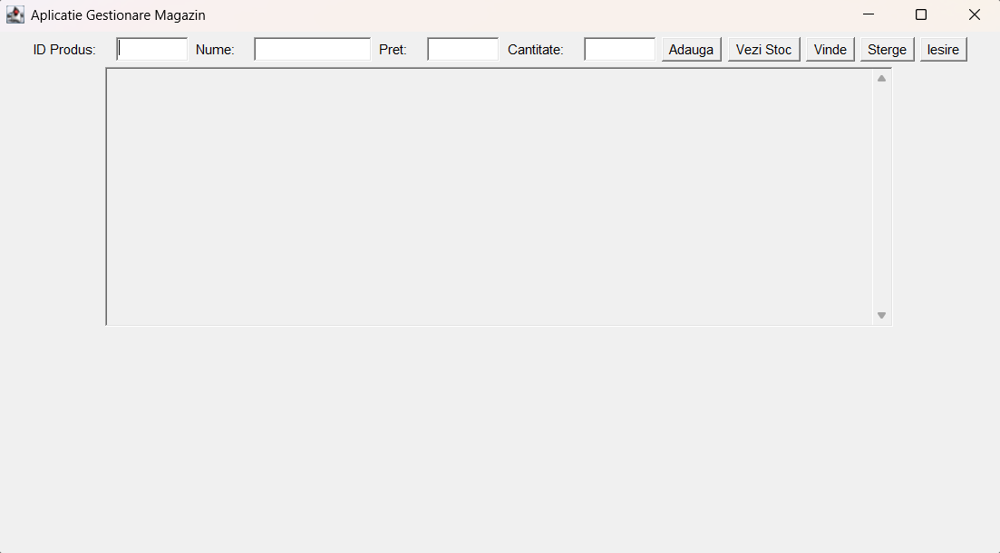 Aplicatie Gestionare Magazin
ID Produs: Nume: Pret: Cantitate: Adauga Vezi Stoc Vinde Sterge Iesire